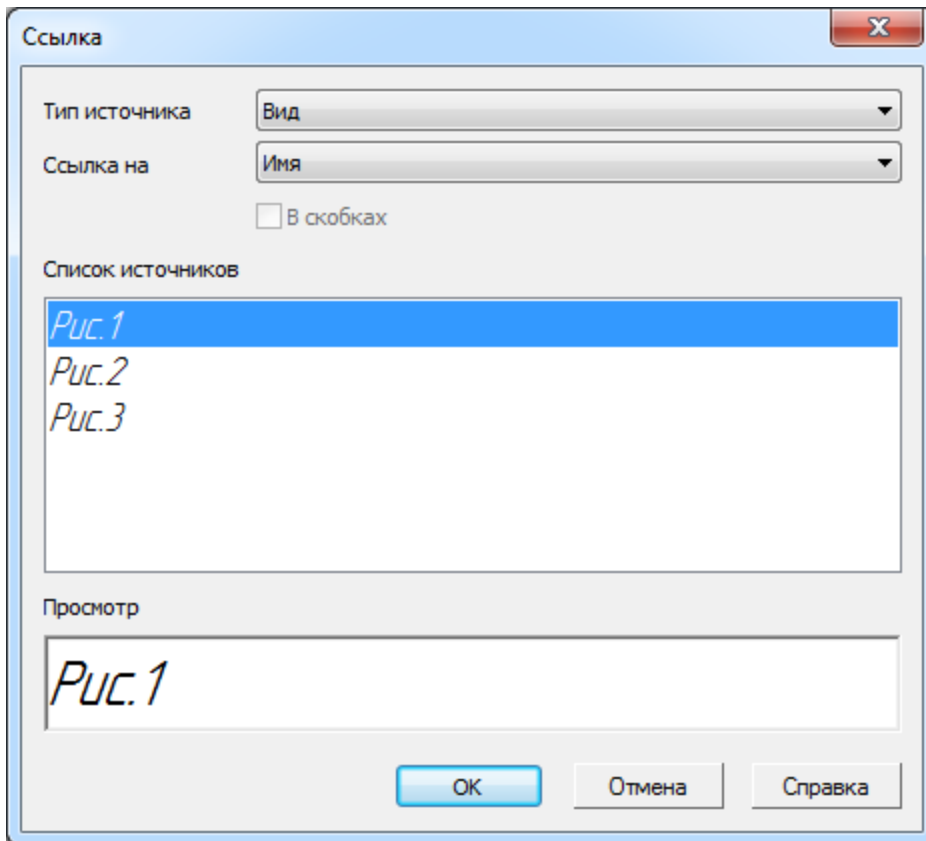 Ссылка
Тип источника Вид
Ссылка на Имя
В скобках
Список источников
Рис.1
Рис.2
Рис.3
Просмотр
Рис.1
ОК Отмена Справка